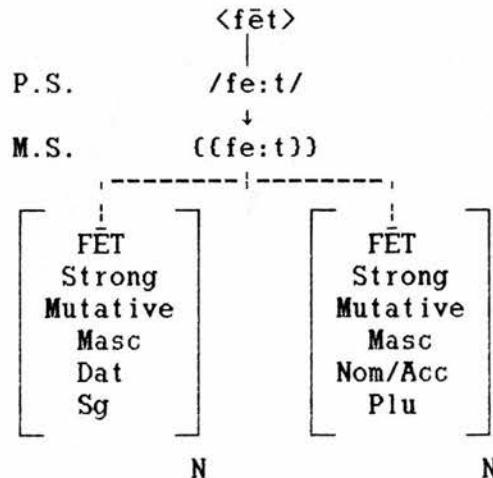 <fēt>
P.S. /fe:t/
↓
M.S. {{fe:t}}
FĒT FĒT
Strong Strong
Mutative Mutative
Masc Masc
Dat Nom/Acc
Sg Plu
N N